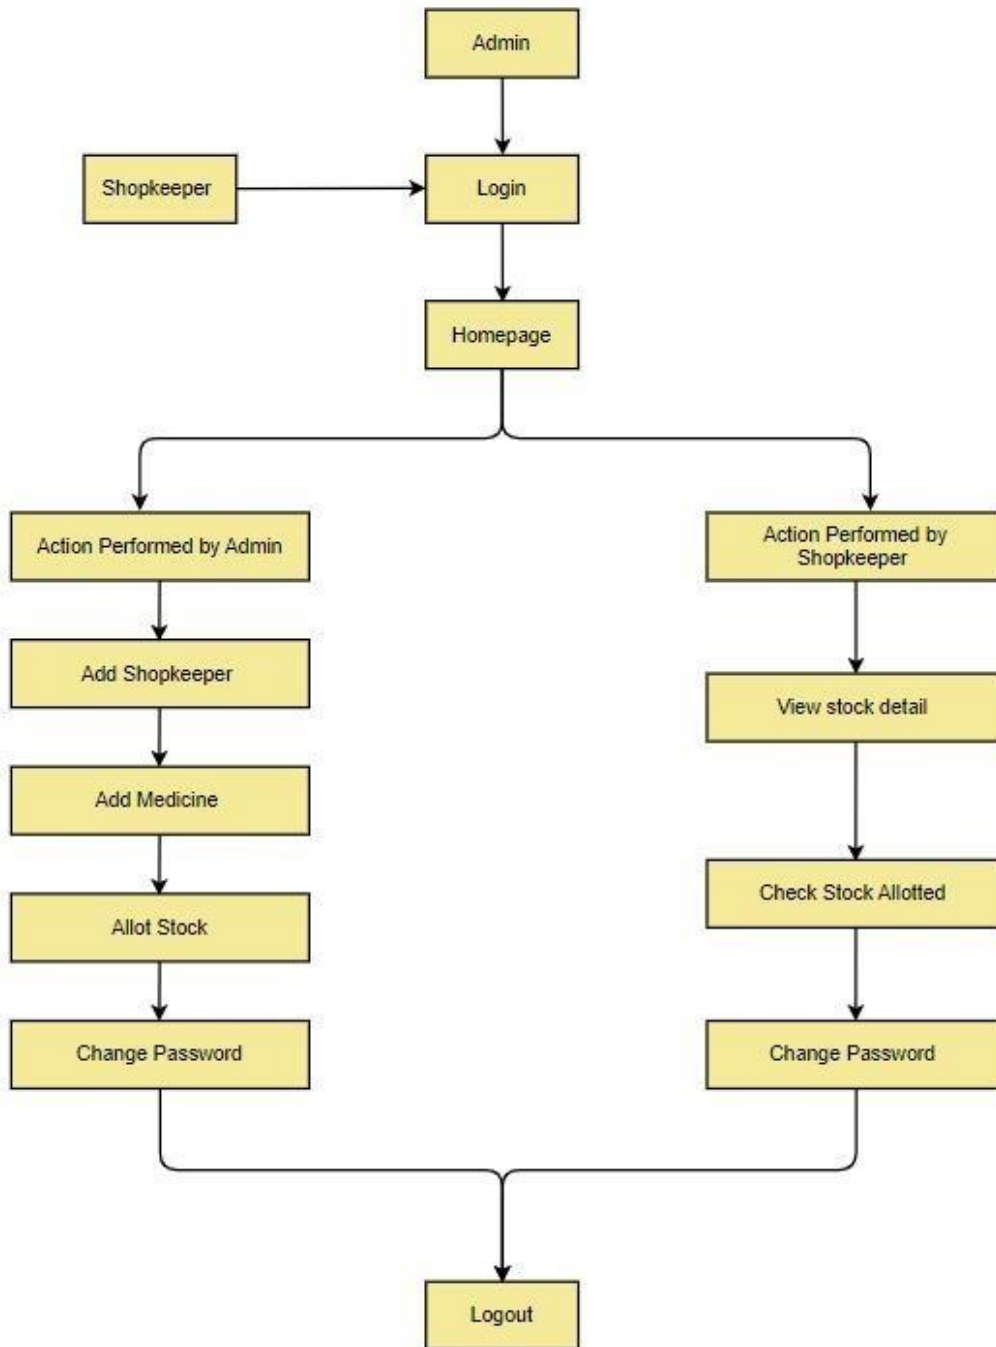 Admin
Shopkeeper
Login
Homepage
Action Performed by Admin
Add Shopkeeper
Add Medicine
Allot Stock
Change Password
Action Performed by
Shopkeeper
View stock detail
Check Stock Allotted
Change Password
Logout